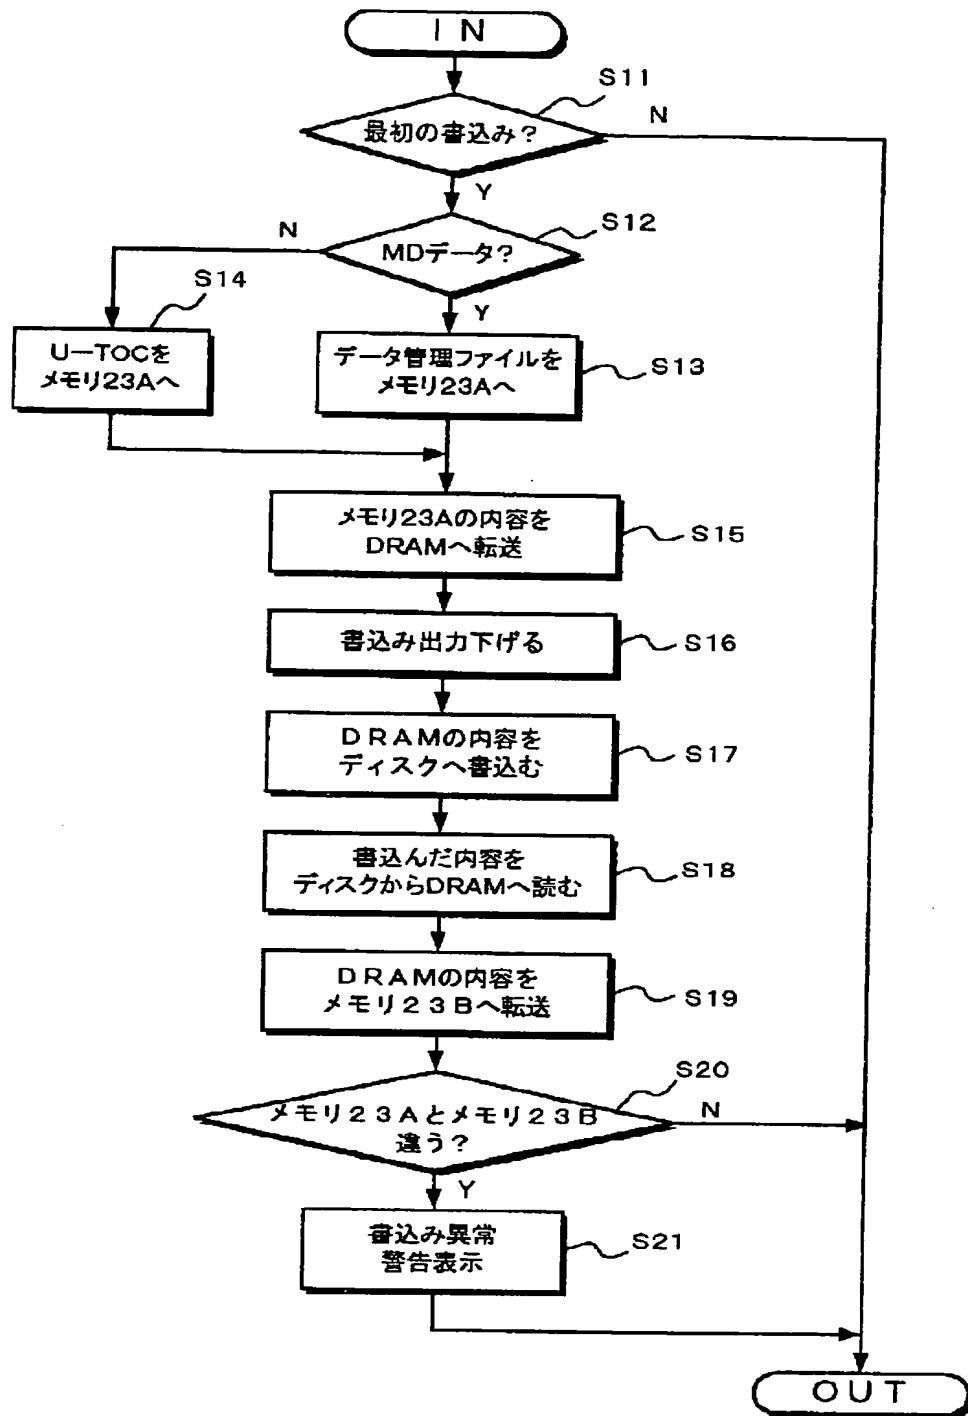 IN
S11
最初の書込み?
N
Y
S12
MDデータ?
N
Y
S14
U-TOCを
メモリ23Aへ
データ管理ファイルを
メモリ23Aへ
S13
メモリ23Aの内容を
DRAMへ転送
S15
書込み出力下げる
S16
DRAMの内容を
ディスクへ書込む
S17
書込んだ内容を
ディスクからDRAMへ読む
S18
DRAMの内容を
メモリ23Bへ転送
S19
S20
メモリ23Aとメモリ23B
違う?
N
Y
書込み異常
警告表示
S21
OUT